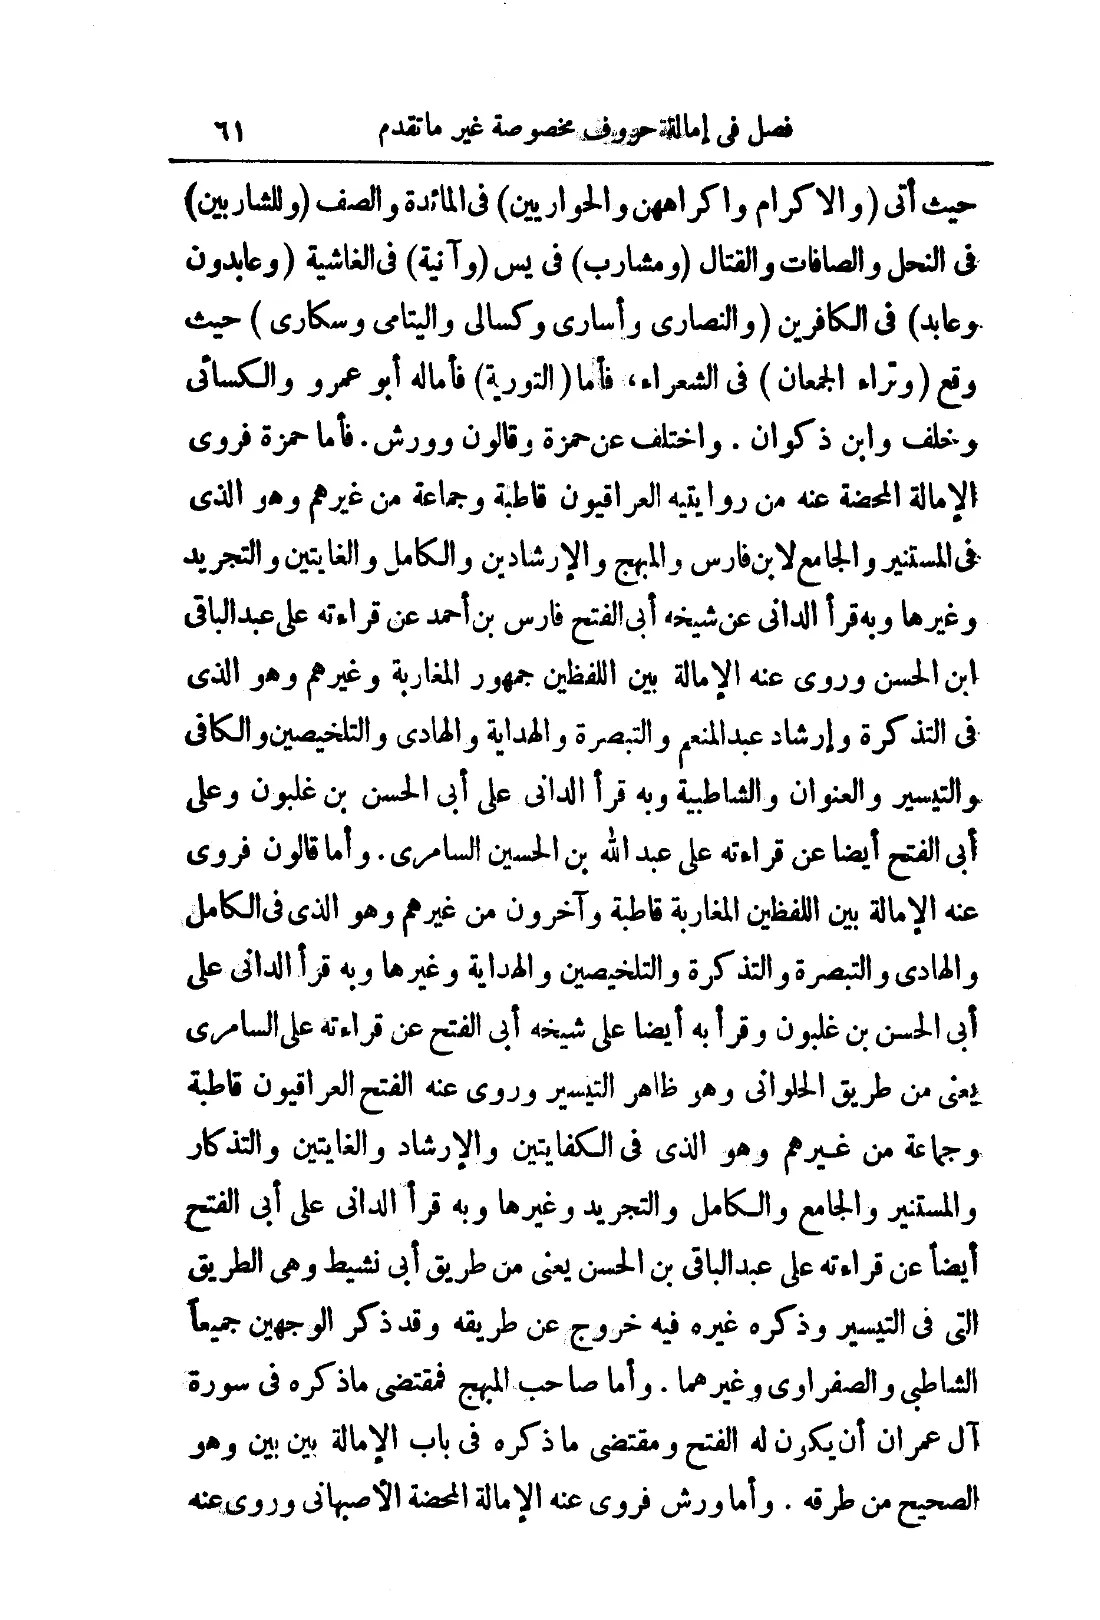 فصل فى إمالة حروف مخصوصة غير ماتقدم ٦١
حيث أتى (والاكرام واكراههن والحواريين) فى المائدة والصف (وللشاربين)
فى النحل والصافات والقتال (ومشارب) فى يس (وآنية) فى الغاشية (وعابدون
وعابد) فى الكافرين (والنصارى وأسارى وكسالى واليتامى وسكارى) حيث
وقع (وتراء الجمعان) فى الشعراء، فأما (التورية) فأماله أبو عمرو والكسائى
وخلف وابن ذكوان . واختلف عن حمزة وقالون وورش. فأما حمزة فروى
الإمالة المحضة عنه من روايتيه العراقيون قاطبة وجماعة من غيرهم وهو الذى
فى المستنير والجامع لابن فارس والمبهج والإرشادين والكامل والغايتين والتجريد
وغيرها وبه قرأ الدانى عن شيخه أبى الفتح فارس بن أحمد عن قراءته على عبدالباقى
ابن الحسن وروى عنه الإمالة بين اللفظين جمهور المغاربة وغيرهم وهو الذى
فى التذكرة وإرشاد عبدالمنعم والتبصرة والهداية والهادى والتلخيصين والكافى
والتيسير والعنوان والشاطبية وبه قرأ الدانى على أبى الحسن بن غلبون وعلى
أبى الفتح أيضا عن قراءته على عبد الله بن الحسين السامرى. وأما قالون فروى
عنه الإمالة بين اللفظين المغاربة قاطبة وآخرون من غيرهم وهو الذى فى الكامل
والهادى والتبصرة والتذكرة والتلخيصين والهداية وغيرها وبه قرأ الدانى على
أبى الحسن بن غلبون وقرأ به أيضا على شيخه أبى الفتح عن قراءته على السامرى
يعنى من طريق الحلوانى وهو ظاهر التيسير وروى عنه الفتح العراقيون قاطبة
وجماعة من غيرهم وهو الذى فى الكفايتين والإرشاد والغايتين والتذكار
والمستنير والجامع والكامل والتجريد وغيرها وبه قرأ الدانى على أبى الفتح
أيضاً عن قراءته على عبدالباقى بن الحسن يعنى من طريق أبى نشيط وهى الطريق
التى فى التيسير وذكره غيره فيه خروج عن طريقه وقد ذكر الوجهين جميعاً
الشاطبى والصفراوى وغيرهما . وأما صاحب المبهج فمقتضى ماذكره فى سورة
آل عمران أن يكون له الفتح ومقتضى ماذكره فى باب الإمالة بين بين وهو
الصحيح من طرقه . وأما ورش فروى عنه الإمالة المحضة الأصبهانى وروى عنه